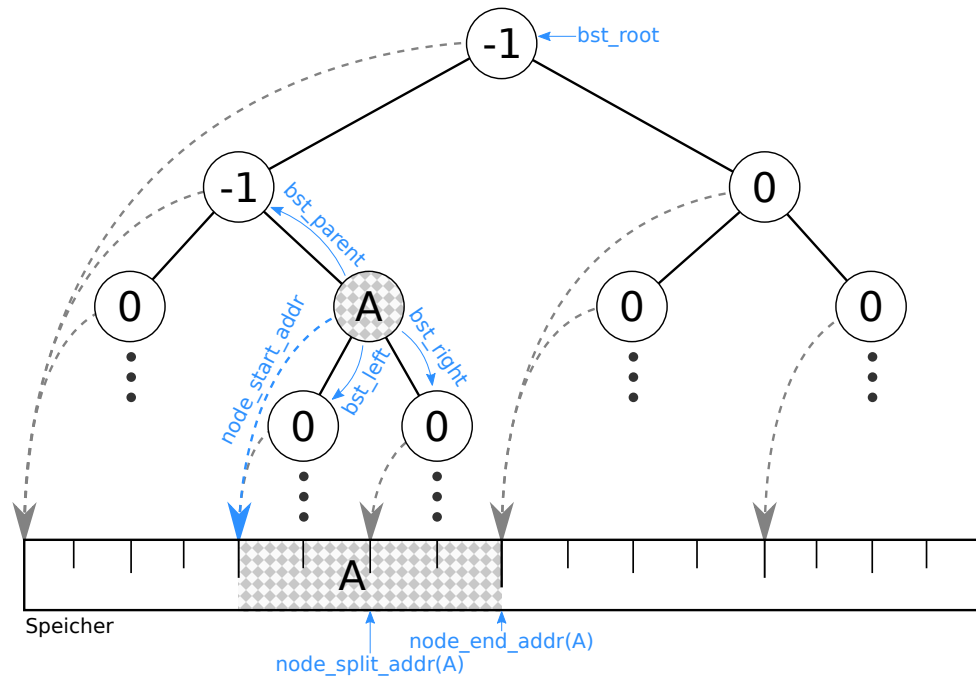 -1
bst_root
-1
0
bst_parent
0
A
0
0
node_start_addr
bst_left
bst_right
0
0
A
Speicher
node_end_addr(A)
node_split_addr(A)